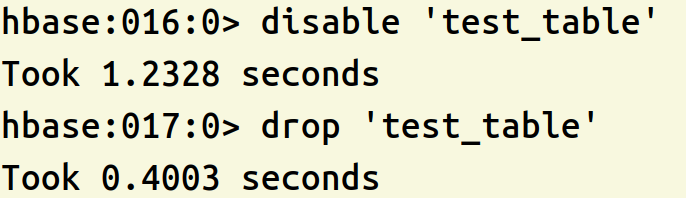 hbase:016:0> disable 'test_table'
Took 1.2328 seconds
hbase:017:0> drop 'test_table'
Took 0.4003 seconds